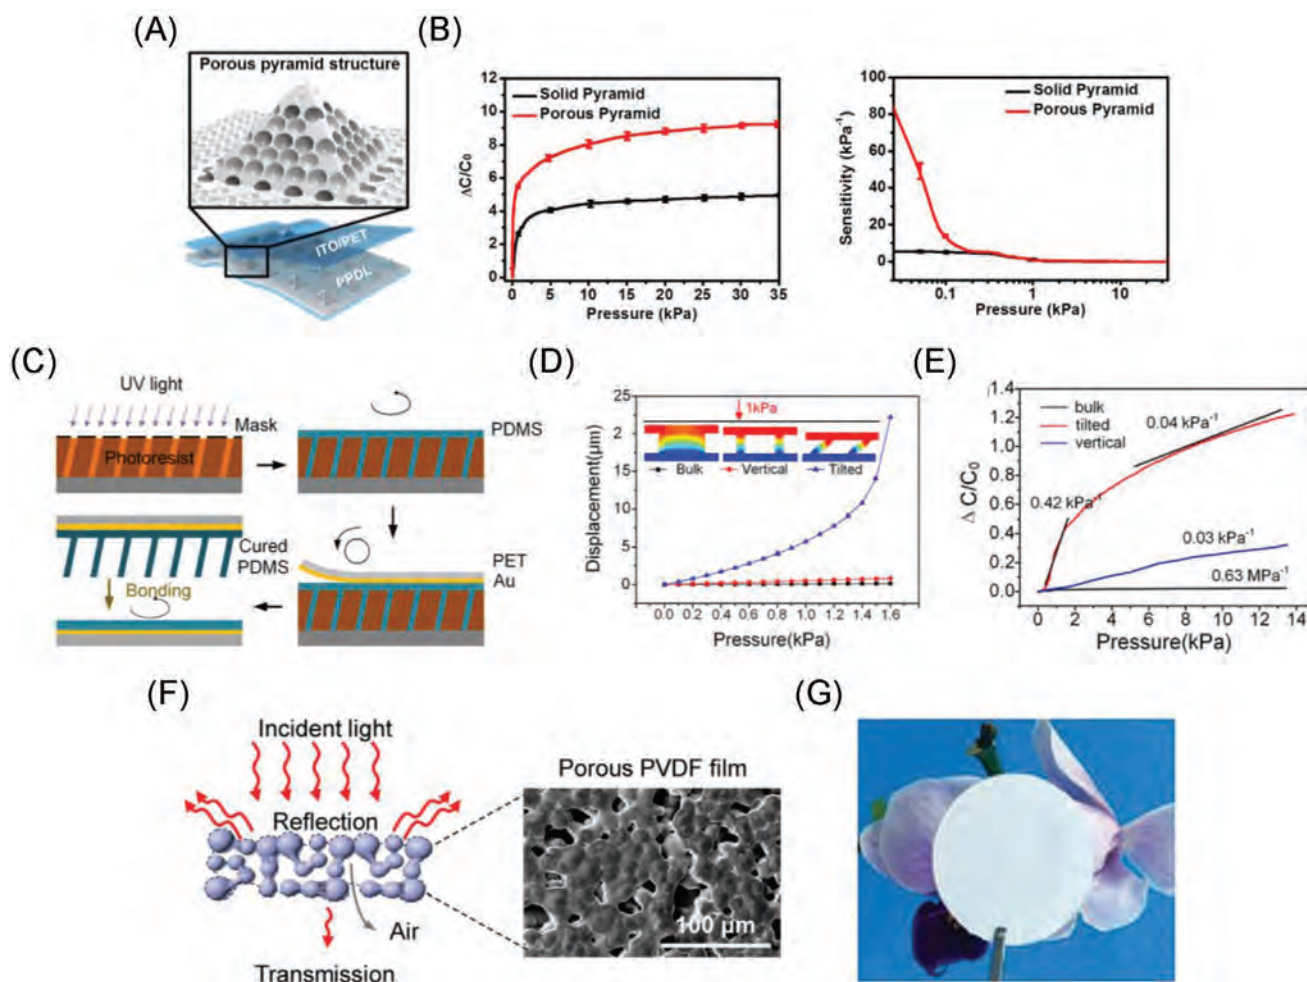 (A)
Porous pyramid structure
ITO/PET
PPDL
(B)
12
10
8
6
4
2
0
ΔC/C₀
Solid Pyramid
Porous Pyramid
0 5 10 15 20 25 30 35
Pressure (kPa)
100
80
60
40
20
0
Sensitivity (kPa⁻¹)
Solid Pyramid
Porous Pyramid
0.1 1 10
Pressure (kPa)
(C)
UV light
Mask
Photoresist
PDMS
Cured
PDMS
Bonding
PET
Au
(D)
25
20
15
10
5
0
Displacement(μm)
1kPa
Bulk Vertical Tilted
0.0 0.2 0.4 0.6 0.8 1.0 1.2 1.4 1.6
Pressure(kPa)
(E)
1.4
1.2
1.0
0.8
0.6
0.4
0.2
0.0
Δ C/C₀
bulk
tilted
vertical
0.04 kPa⁻¹
0.42 kPa⁻¹
0.03 kPa⁻¹
0.63 MPa⁻¹
0 2 4 6 8 10 12 14
Pressure(kPa)
(F)
Incident light
Reflection
Air
Transmission
Porous PVDF film
100 μm
(G)